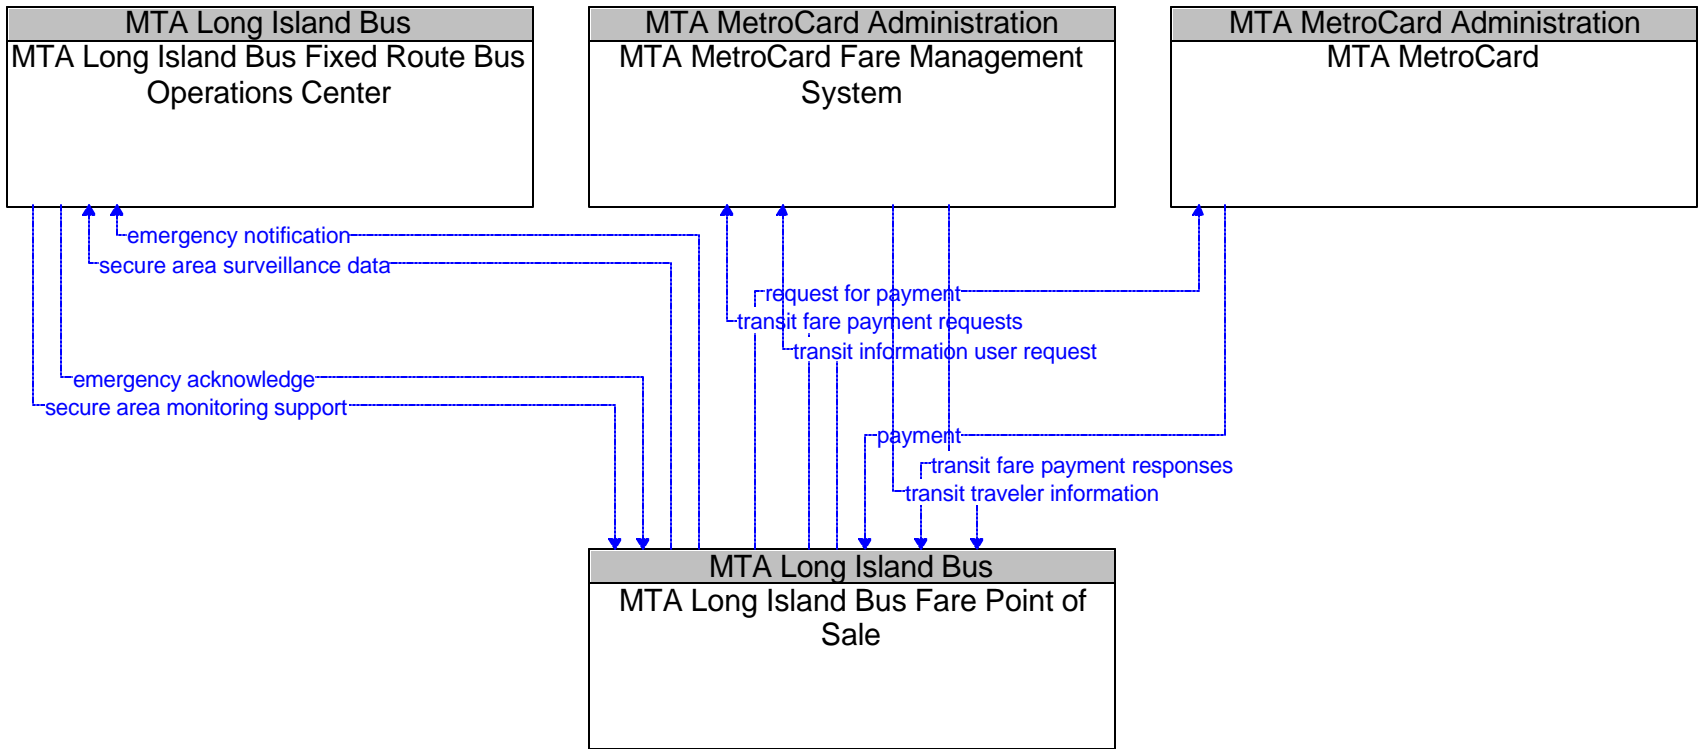 MTA Long Island Bus
MTA Long Island Bus Fixed Route Bus
Operations Center
MTA MetroCard Administration
MTA MetroCard Fare Management
System
MTA MetroCard Administration
MTA MetroCard
emergency notification
secure area surveillance data
request for payment
transit fare payment requests
transit information user request
emergency acknowledge
secure area monitoring support
payment
transit fare payment responses
transit traveler information
MTA Long Island Bus
MTA Long Island Bus Fare Point of
Sale